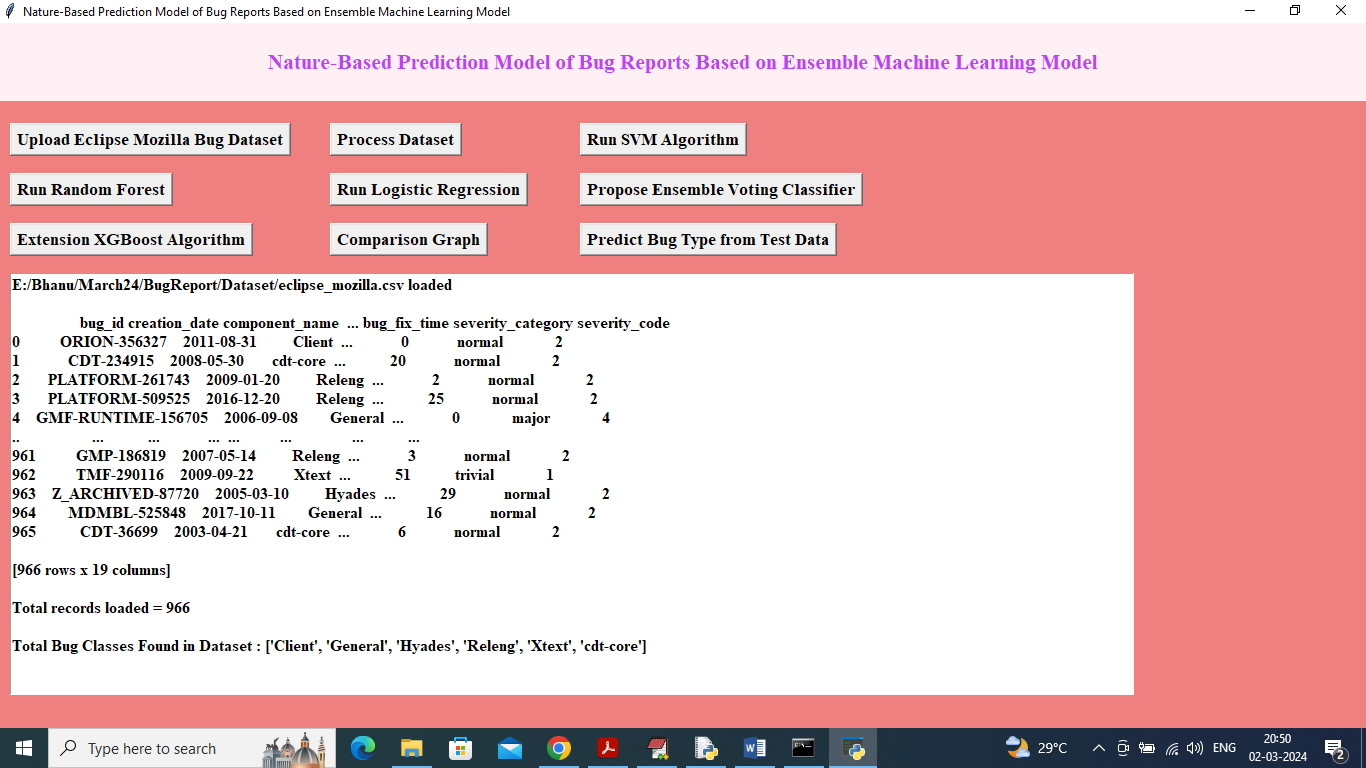 Nature-Based Prediction Model of Bug Reports Based on Ensemble Machine Learning Model
Nature-Based Prediction Model of Bug Reports Based on Ensemble Machine Learning Model
Upload Eclipse Mozilla Bug Dataset Process Dataset Run SVM Algorithm
Run Random Forest Run Logistic Regression Propose Ensemble Voting Classifier
Extension XGBoost Algorithm Comparison Graph Predict Bug Type from Test Data
E:/Bhanu/March24/BugReport/Dataset/eclipse_mozilla.csv loaded
bug_id creation_date component_name ... bug_fix_time severity_category severity_code
0 ORION-356327 2011-08-31 Client ... 0 normal 2
1 CDT-234915 2008-05-30 cdt-core ... 20 normal 2
2 PLATFORM-261743 2009-01-20 Releng ... 2 normal 2
3 PLATFORM-509525 2016-12-20 Releng ... 25 normal 2
4 GMF-RUNTIME-156705 2006-09-08 General ... 0 major 4
.. ... ... ... ... ... ... ...
961 GMP-186819 2007-05-14 Releng ... 3 normal 2
962 TMF-290116 2009-09-22 Xtext ... 51 trivial 1
963 Z_ARCHIVED-87720 2005-03-10 Hyades ... 29 normal 2
964 MDMBL-525848 2017-10-11 General ... 16 normal 2
965 CDT-36699 2003-04-21 cdt-core ... 6 normal 2
[966 rows x 19 columns]
Total records loaded = 966
Total Bug Classes Found in Dataset : ['Client', 'General', 'Hyades', 'Releng', 'Xtext', 'cdt-core']
Type here to search 29°C ENG 20:50
02-03-2024 2